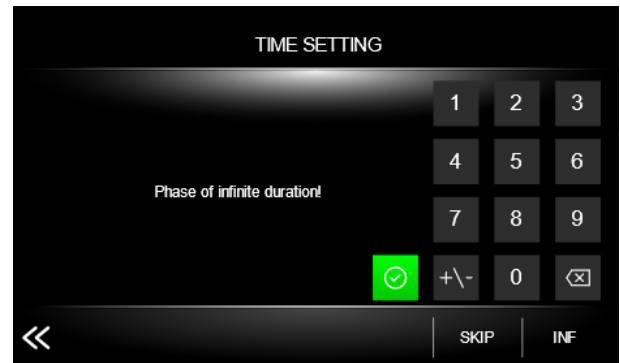 TIME SETTING
1 2 3
4 5 6
Phase of infinite duration!
7 8 9
+\- 0
SKIP INF